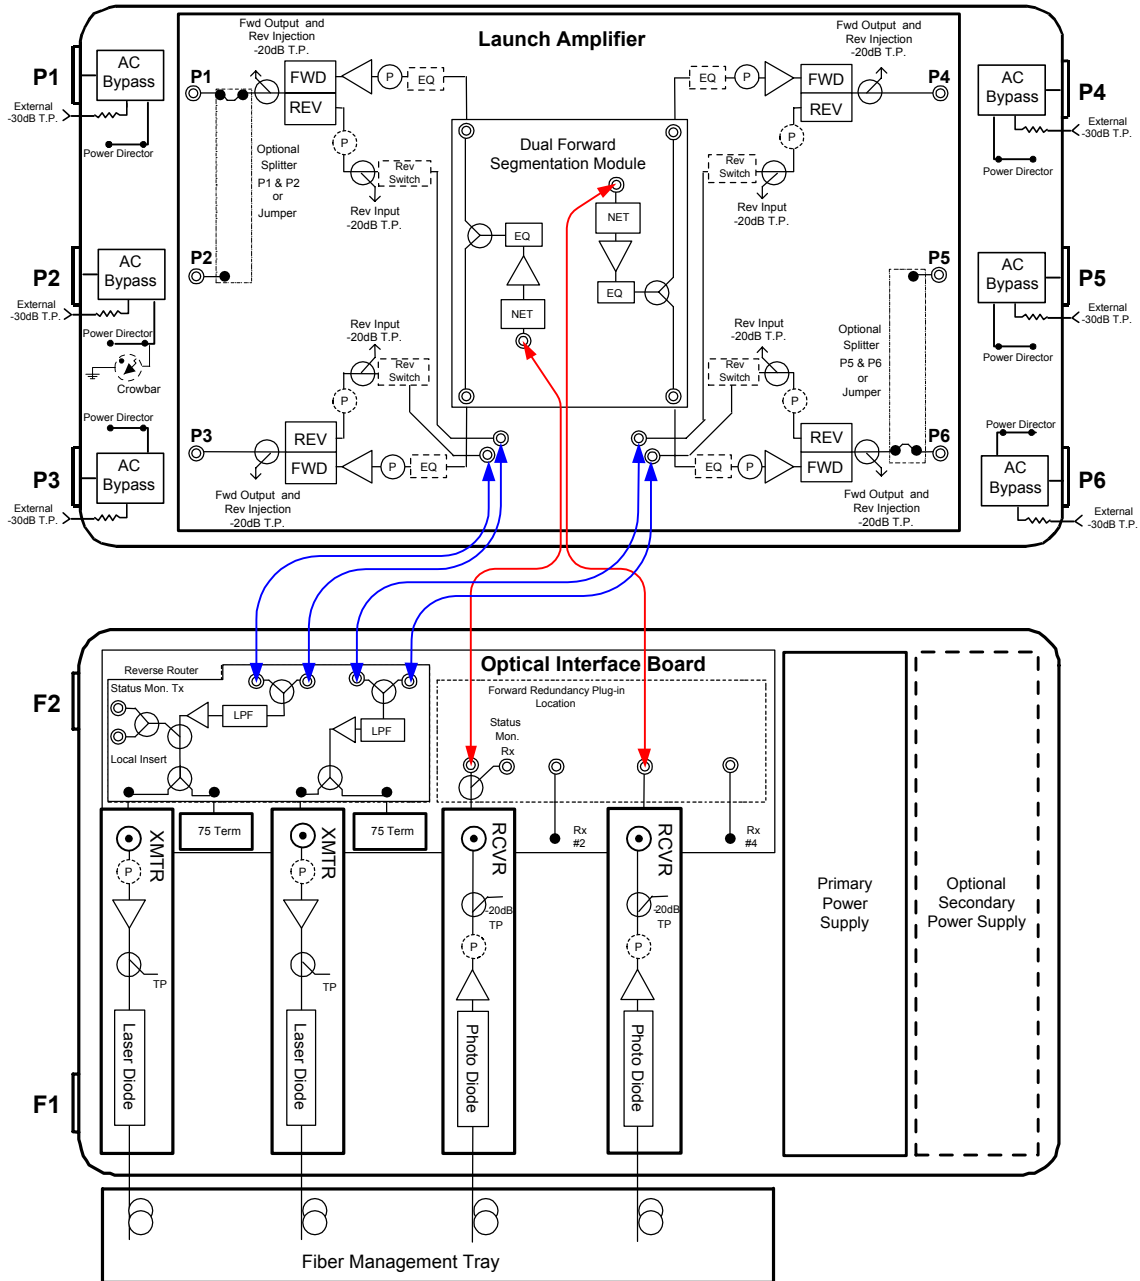 Launch Amplifier
Fwd Output and
Rev Injection
-20dB T.P.
Fwd Output and
Rev Injection
-20dB T.P.
P1
AC
Bypass
External
-30dB T.P.
Power Director
P1
FWD
REV
P
EQ
P
Rev
Switch
Rev Input
-20dB T.P.
Optional
Splitter
P1 & P2
or
Jumper
Dual Forward
Segmentation Module
NET
EQ
EQ
NET
EQ
P
FWD
REV
P
Rev
Switch
Rev Input
-20dB T.P.
P4
AC
Bypass
P4
External
-30dB T.P.
Power Director
P2
AC
Bypass
External
-30dB T.P.
Power Director
Crowbar
P2
P5
AC
Bypass
P5
External
-30dB T.P.
Power Director
Rev Input
-20dB T.P.
Rev
Switch
P
Rev Input
-20dB T.P.
Rev
Switch
P
Optional
Splitter
P5 & P6
or
Jumper
Power Director
P3
AC
Bypass
External
-30dB T.P.
P3
REV
FWD
P
EQ
Fwd Output and
Rev Injection
-20dB T.P.
EQ
P
REV
FWD
P6
Fwd Output and
Rev Injection
-20dB T.P.
Power Director
AC
Bypass
P6
External
-30dB T.P.
Optical Interface Board
F2
Reverse Router
Status Mon. Tx
LPF
LPF
Local Insert
Forward Redundancy Plug-in
Location
Status
Mon.
Rx
75 Term
75 Term
Rx
#2
Rx
#4
XMTR
P
TP
Laser Diode
XMTR
P
TP
Laser Diode
RCVR
-20dB
TP
P
Photo Diode
RCVR
-20dB
TP
P
Photo Diode
Primary
Power
Supply
Optional
Secondary
Power Supply
F1
Fiber Management Tray